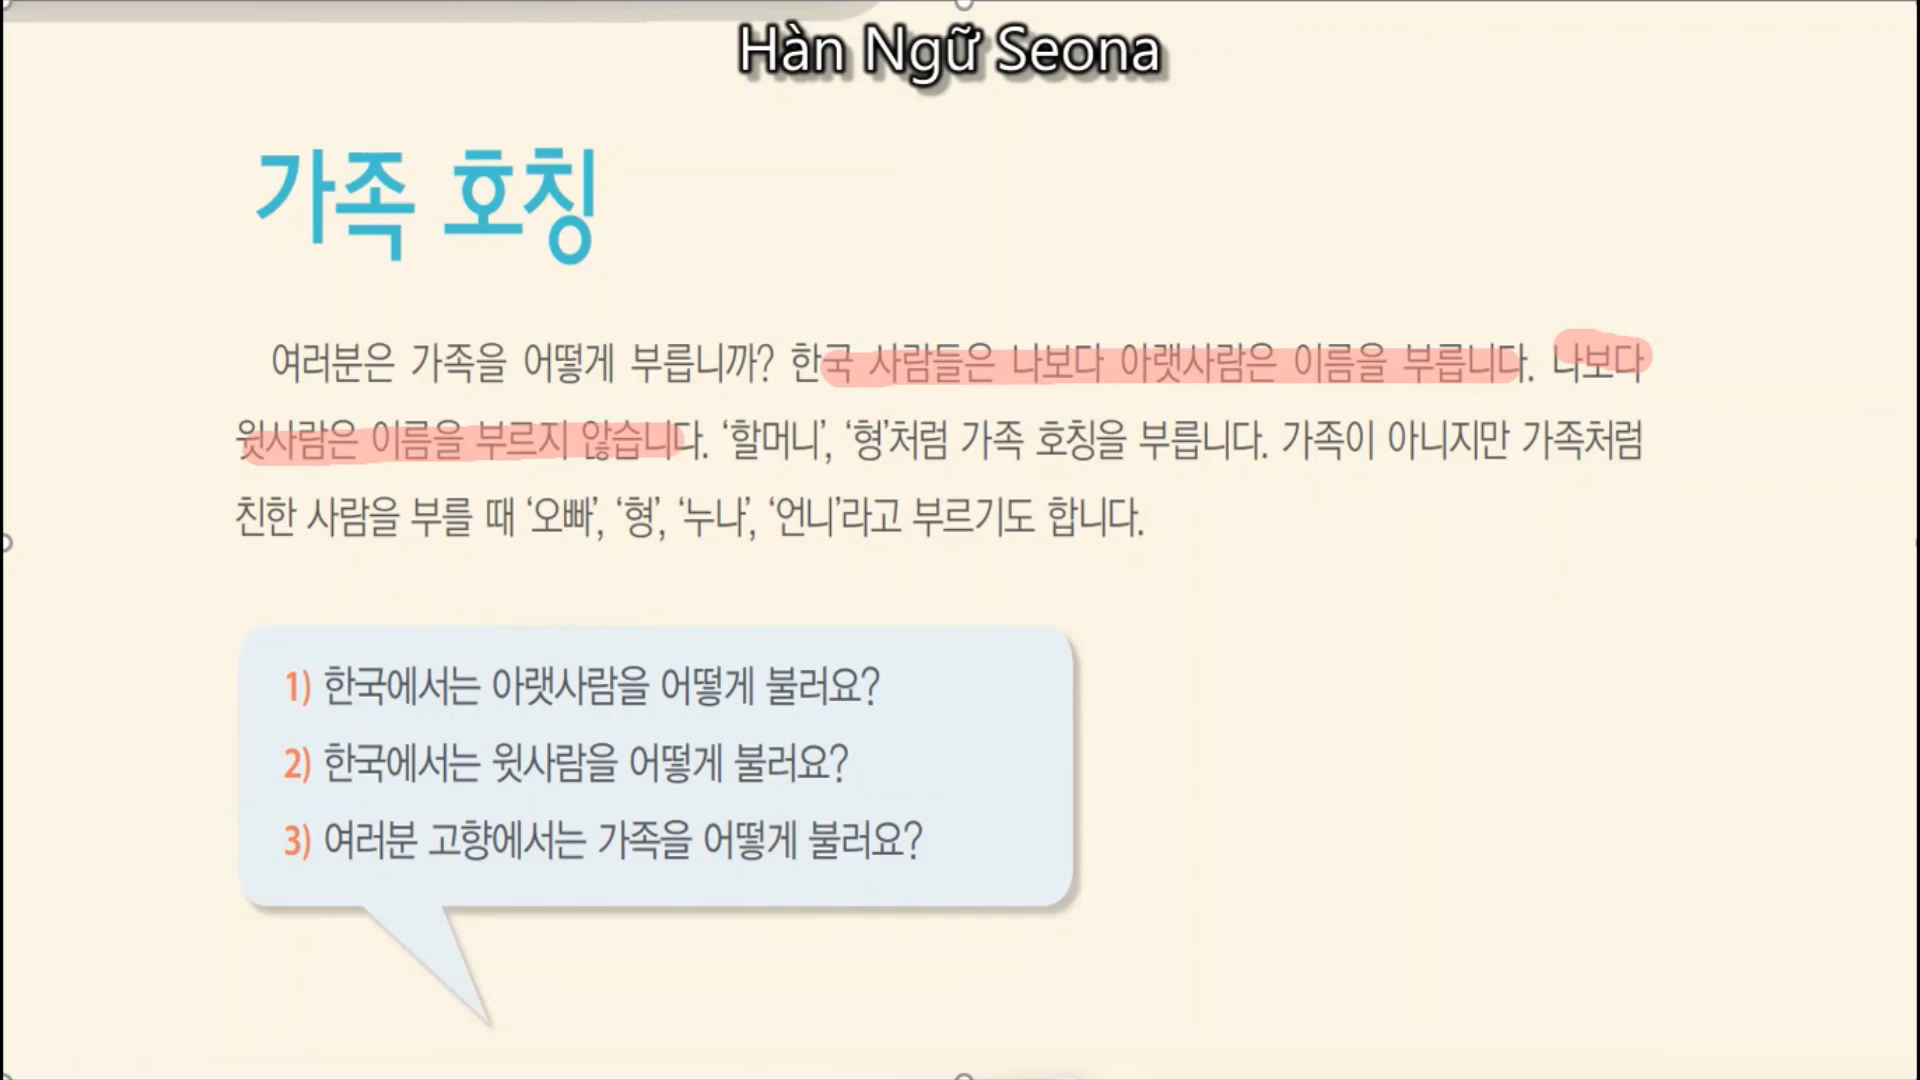 Hàn Ngữ Seona
가족 호칭
여러분은 가족을 어떻게 부릅니까? 한국 사람들은 나보다 아랫사람은 이름을 부릅니다. 나보다
윗사람은 이름을 부르지 않습니다. ‘할머니’, ‘형’처럼 가족 호칭을 부릅니다. 가족이 아니지만 가족처럼
친한 사람을 부를 때 ‘오빠’, ‘형’, ‘누나’, ‘언니’라고 부르기도 합니다.
1) 한국에서는 아랫사람을 어떻게 불러요?
2) 한국에서는 윗사람을 어떻게 불러요?
3) 여러분 고향에서는 가족을 어떻게 불러요?